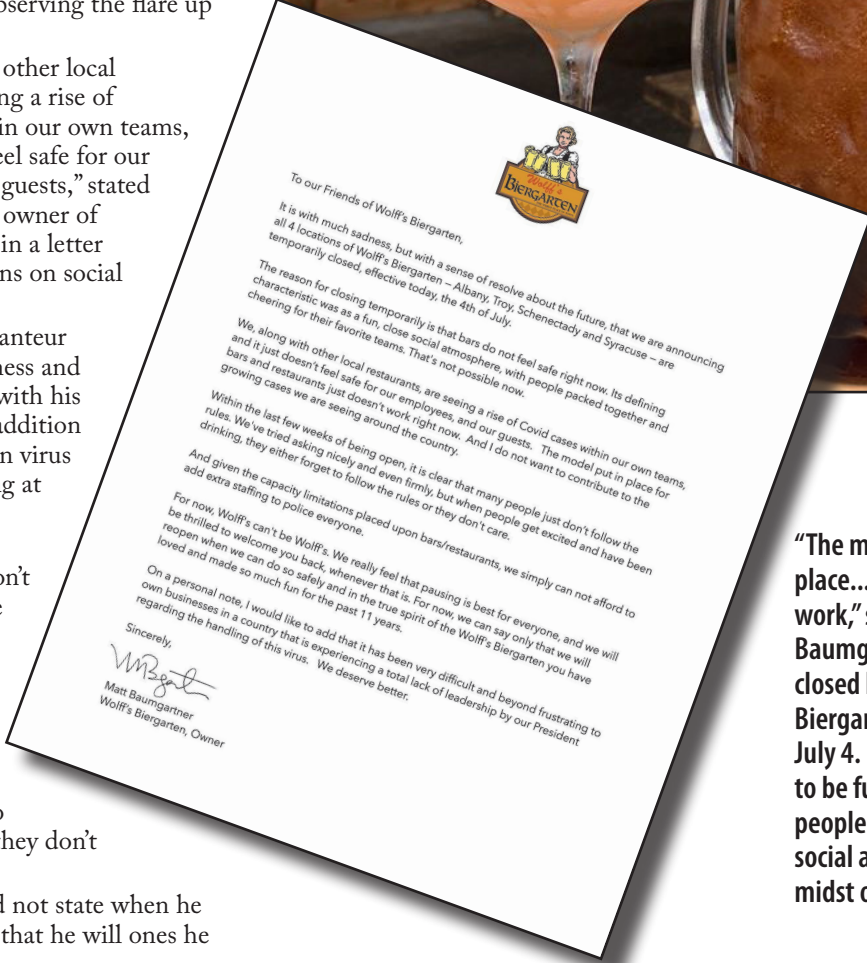 bserving the flare up
other local
ng a rise of
in our own teams,
eel safe for our
guests,” stated
owner of
in a letter
ns on social
anteur
ness and
with his
addition
n virus
g at
on’t
e
o
hey don’t
d not state when he
that he will ones he
Wolff's
BIERGARTEN
To our Friends of Wolff's Biergarten,
It is with much sadness, but with a sense of resolve about the future, that we are announcing
all 4 locations of Wolff's Biergarten – Albany, Troy, Schenectady and Syracuse – are
temporarily closed, effective today, the 4th of July.
The reason for closing temporarily is that bars do not feel safe right now. Its defining
characteristic was as a fun, close social atmosphere, with people packed together and
cheering for their favorite teams. That's not possible now.
We, along with other local restaurants, are seeing a rise of Covid cases within our own teams,
and it just doesn't feel safe for our employees, and our guests. The model put in place for
bars and restaurants just doesn't work right now. And I do not want to contribute to the
growing cases we are seeing around the country.
Within the last few weeks of being open, it is clear that many people just don't follow the
rules. We've tried asking nicely and even firmly, but when people get excited and have been
drinking, they either forget to follow the rules or they don't care.
And given the capacity limitations placed upon bars/restaurants, we simply can not afford to
add extra staffing to police everyone.
For now, Wolff's can't be Wolff's. We really feel that pausing is best for everyone, and we will
be thrilled to welcome you back, whenever that is. For now, we can say only that we will
reopen when we can do so safely and in the true spirit of the Wolff's Biergarten you have
loved and made so much fun for the past 11 years.
On a personal note, I would like to add that it has been very difficult and beyond frustrating to
own businesses in a country that is experiencing a total lack of leadership by our President
regarding the handling of this virus. We deserve better.
Sincerely,
Matt Baumgartner
Wolff's Biergarten, Owner
“The m
place...
work,” s
Baumg
closed
Biergar
July 4.
to be fu
people
social a
midst o